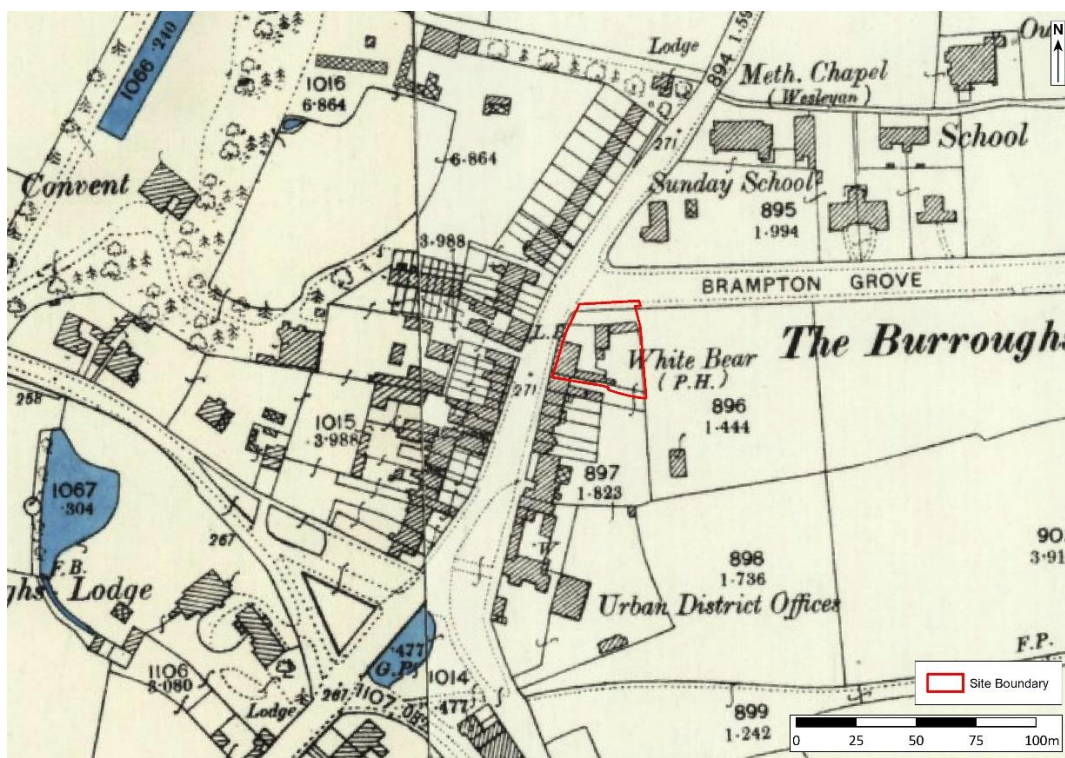 1066 ·240
1016
6·864
Lodge
894 1·59
N
Meth. Chapel
(Wesleyan)
School
271
6·864
Convent
Sunday School
895
1·994
3·988
BRAMPTON GROVE
The Burroughs
L.B
White Bear
(P.H.)
271
896
1·444
258
1015
3·988
897
1·823
1067
·304
267
W
898
1·736
F.B.
Lodge
Urban District Offices
·477
G.P.
F.P.
1106
3·080
1014
·477
Lodge
267
1107
899
1·242
Site Boundary
0 25 50 75 100m